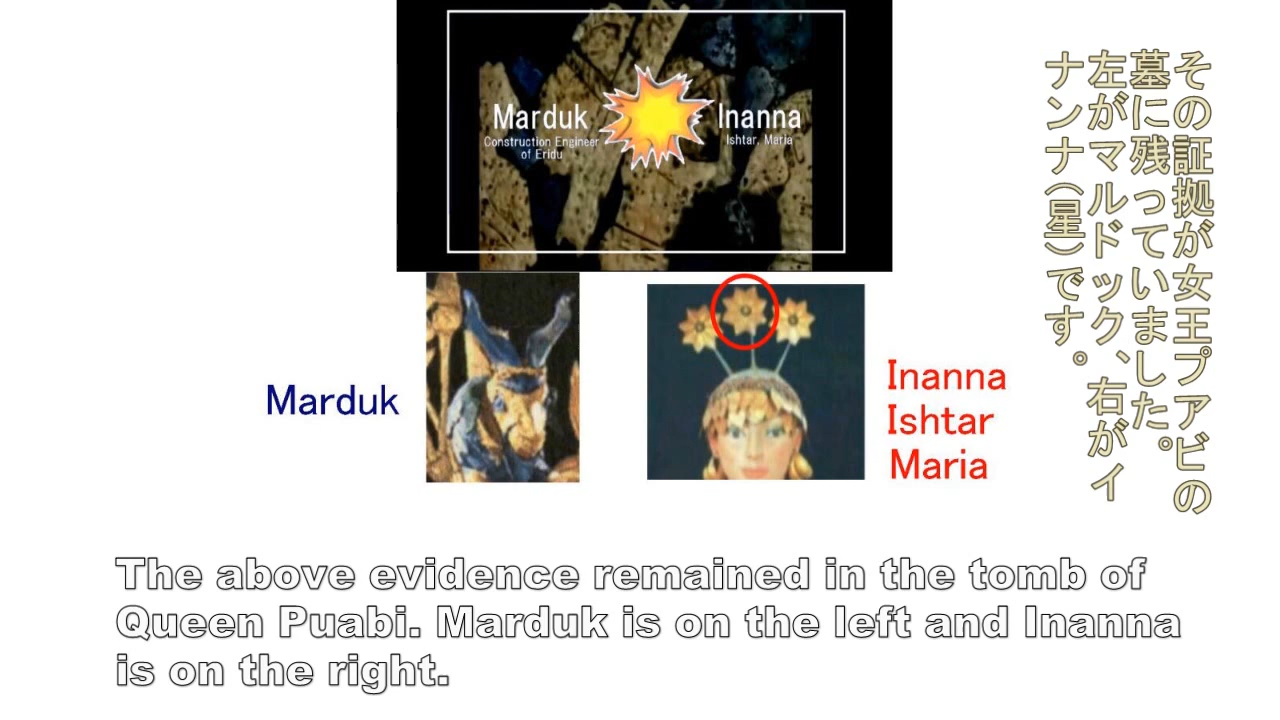 Marduk
Construction Engineer
of Eridu
Inanna
Ishtar, Maria
その証拠が女王プアビの
墓に残っていました。
左がマルドック、右がイ
ナンナ（星）です。
Marduk
Inanna
Ishtar
Maria
The above evidence remained in the tomb of
Queen Puabi. Marduk is on the left and Inanna
is on the right.